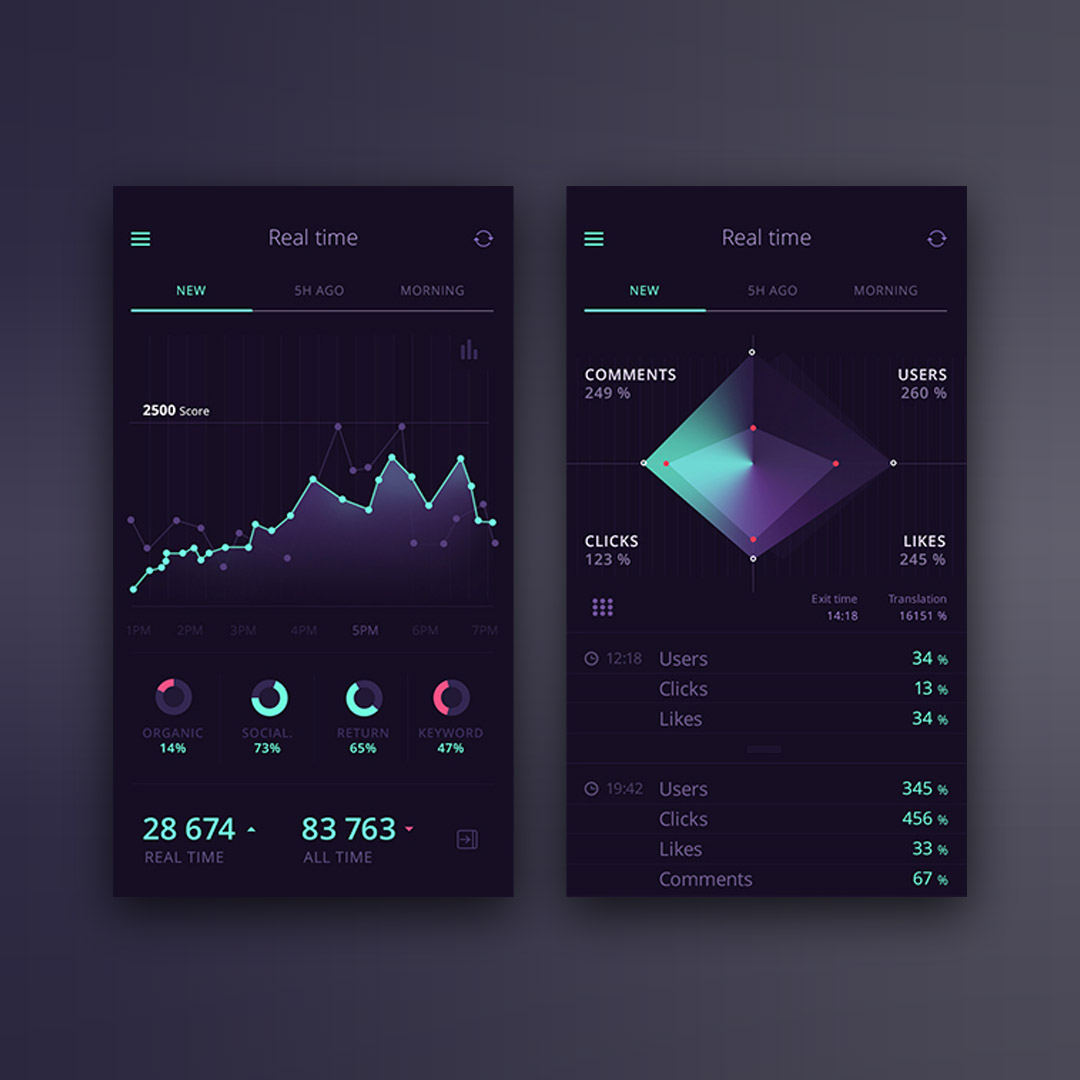 Real time
NEW 5H AGO MORNING
2500 Score
1PM 2PM 3PM 4PM 5PM 6PM 7PM
ORGANIC SOCIAL. RETURN KEYWORD
14% 73% 65% 47%
28 674 83 763
REAL TIME ALL TIME
Real time
NEW 5H AGO MORNING
COMMENTS USERS
249 % 260 %
CLICKS LIKES
123 % 245 %
Exit time Translation
14:18 16151 %
12:18 Users 34 %
Clicks 13 %
Likes 34 %
19:42 Users 345 %
Clicks 456 %
Likes 33 %
Comments 67 %